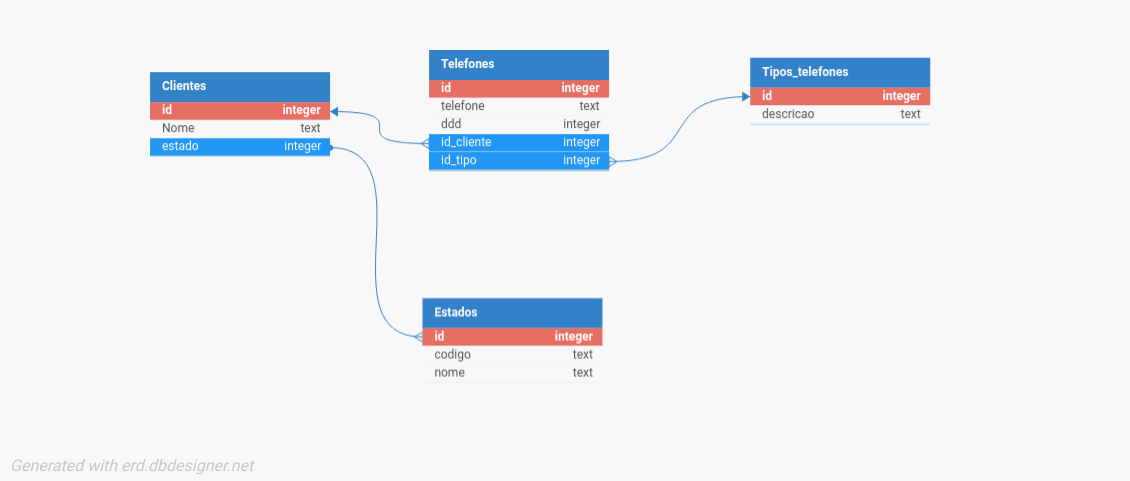 Clientes
id integer
Nome text
estado integer
Telefones
id integer
telefone text
ddd integer
id_cliente integer
id_tipo integer
Tipos_telefones
id integer
descricao text
Estados
id integer
codigo text
nome text
Generated with erd.dbdesigner.net